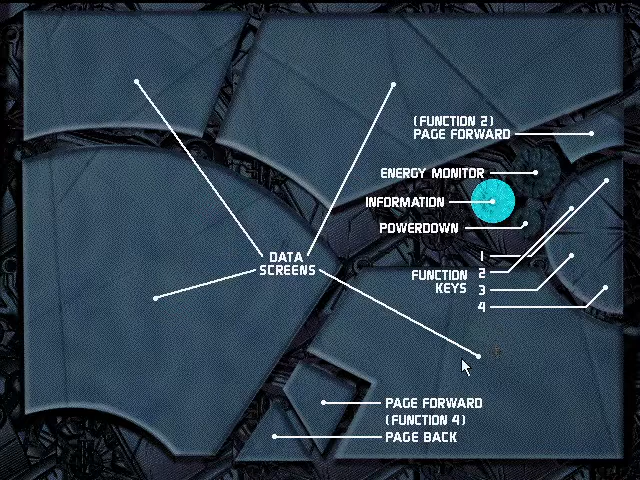 (FUNCTION 2)
PAGE FORWARD
ENERGY MONITOR
INFORMATION
POWERDOWN
DATA
SCREENS
FUNCTION
KEYS
1
2
3
4
PAGE FORWARD
(FUNCTION 4)
PAGE BACK